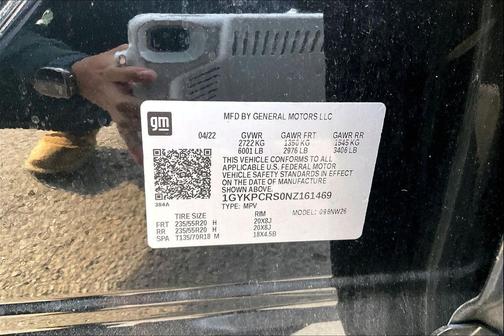 gm
MFD BY GENERAL MOTORS LLC
04/22 GVWR GAWR FRT GAWR RR
2722 KG 1350 KG 1545 KG
6001 LB 2976 LB 3406 LB
THIS VEHICLE CONFORMS TO ALL
APPLICABLE U.S. FEDERAL MOTOR
VEHICLE SAFETY STANDARDS IN EFFECT
ON THE DATE OF MANUFACTURE
SHOWN ABOVE.
1GYKPCRS0NZ161469
384A TYPE: MPV
TIRE SIZE RIM MODEL: 0S6NW26
FRT 235/55R20 H 20X8J
RR 235/55R20 H 20X8J
SPA T135/70R18 M 18X4.5B